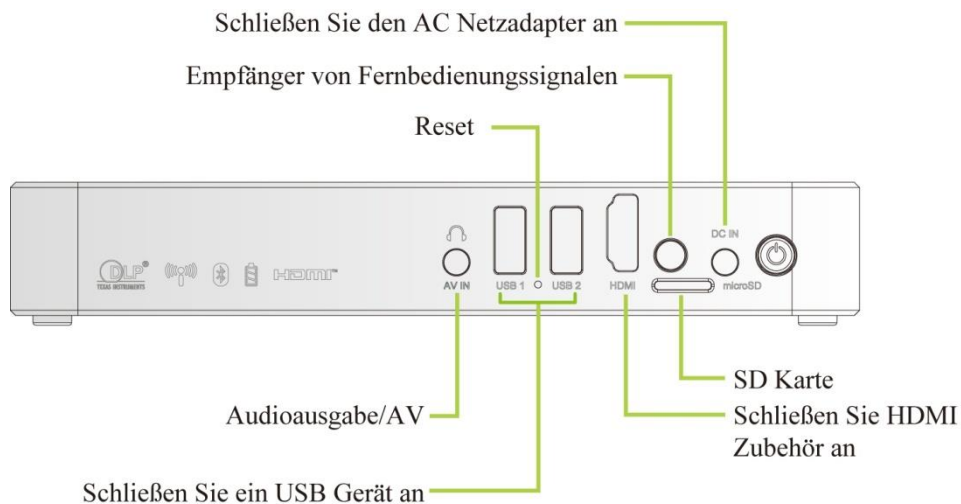 Schließen Sie den AC Netzadapter an
Empfänger von Fernbedienungssignalen
Reset
DC IN
DLP®
TEXAS INSTRUMENTS
HDMI™
AV IN
USB 1
USB 2
HDMI
microSD
SD Karte
Audioausgabe/AV
Schließen Sie HDMI
Zubehör an
Schließen Sie ein USB Gerät an